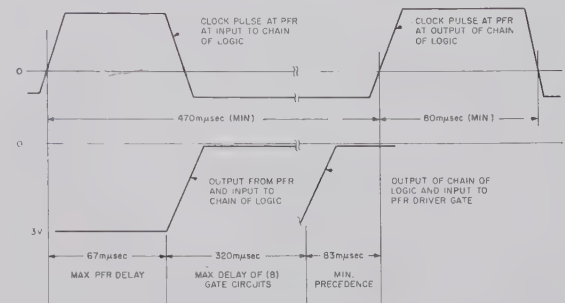 CLOCK PULSE AT PFR
AT INPUT TO CHAIN
OF LOGIC
CLOCK PULSE AT PFR
AT OUTPUT OF CHAIN
OF LOGIC
0
470mμsec (MIN)
80mμsec (MIN)
0
OUTPUT FROM PFR
AND INPUT TO
CHAIN OF LOGIC
OUTPUT OF CHAIN OF
LOGIC AND INPUT TO
PFR DRIVER GATE
3V
67mμsec
320mμsec
83mμsec
MAX PFR DELAY
MAX DELAY OF (8)
GATE CIRCUITS
MIN.
PRECEDENCE